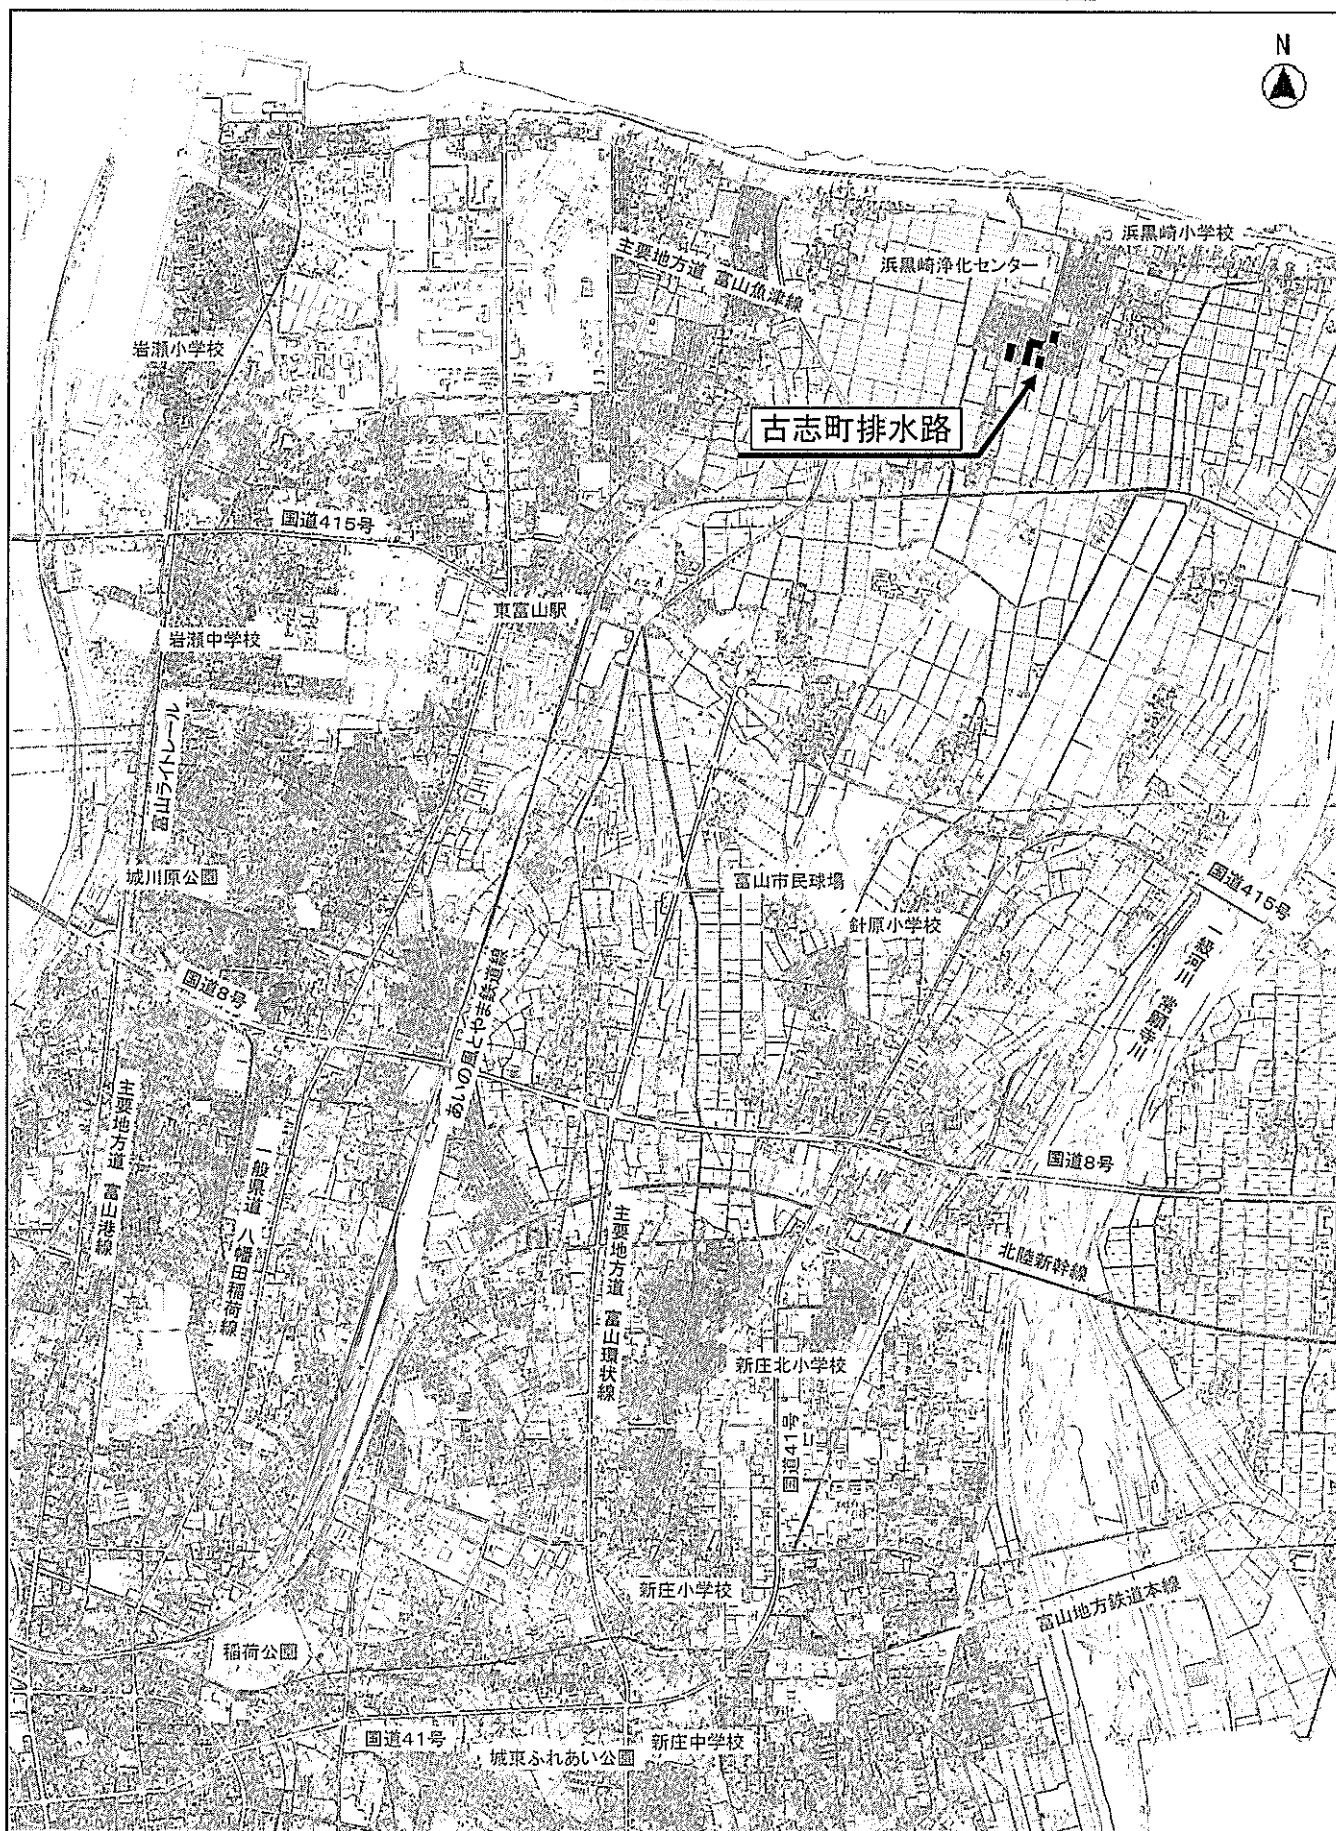 N
浜黒崎小学校
主要地方道 富山魚津線
浜黒崎浄化センター
岩瀬小学校
古志町排水路
国道415号
東富山駅
岩瀬中学校
富山ライトレール
城川原公園
富山市民球場
国道415号
針原小学校
一級河川 常願寺川
国道8号
あいの風とやま鉄道線
主要地方道 富山港線
一般県道 八幡田稲荷線
国道8号
主要地方道 富山環状線
北陸新幹線
新庄北小学校
国道41号
新庄小学校
富山地方鉄道本線
稲荷公園
国道41号
新庄中学校
城東ふれあい公園